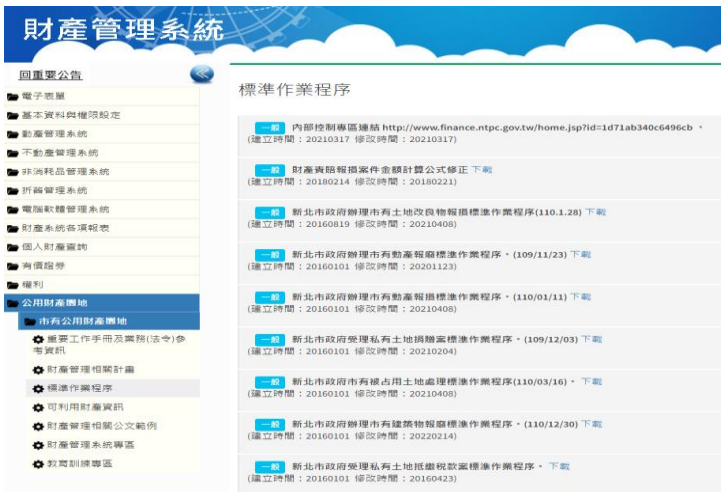 財產管理系統
回重要公告
電子表單
基本資料與權限設定
動產管理系統
不動產管理系統
非消耗品管理系統
折舊管理系統
電腦軟體管理系統
財產系統各項報表
個人財產查詢
有價證券
權利
公用財產園地
市有公用財產園地
重要工作手冊及業務(法令)參
考資訊
財產管理相關計畫
標準作業程序
可利用財產資訊
財產管理相關公文範例
財產管理系統專區
教育訓練專區
標準作業程序
一般 內部控制專區連結 http://www.finance.ntpc.gov.tw/home.jsp?id=1d71ab340c6496cb。
(建立時間：20210317 修改時間：20210317)
一般 財產賠報損案件金額計算公式修正 下載
(建立時間：20180214 修改時間：20180221)
一般 新北市政府辦理市有土地改良物報損標準作業程序(110.1.28) 下載
(建立時間：20160819 修改時間：20210408)
一般 新北市政府辦理市有動產報廢標準作業程序。(109/11/23) 下載
(建立時間：20160101 修改時間：20201123)
一般 新北市政府辦理市有動產報損標準作業程序。(110/01/11) 下載
(建立時間：20160101 修改時間：20210408)
一般 新北市政府受理私有土地捐贈案標準作業程序。(109/12/03) 下載
(建立時間：20160101 修改時間：20210204)
一般 新北市政府市有被占用土地處理標準作業程序(110/03/16)。 下載
(建立時間：20160101 修改時間：20210408)
一般 新北市政府辦理市有建築物報廢標準作業程序。(110/12/30) 下載
(建立時間：20160101 修改時間：20220214)
一般 新北市政府受理私有土地抵繳稅款案標準作業程序。 下載
(建立時間：20160101 修改時間：20160423)